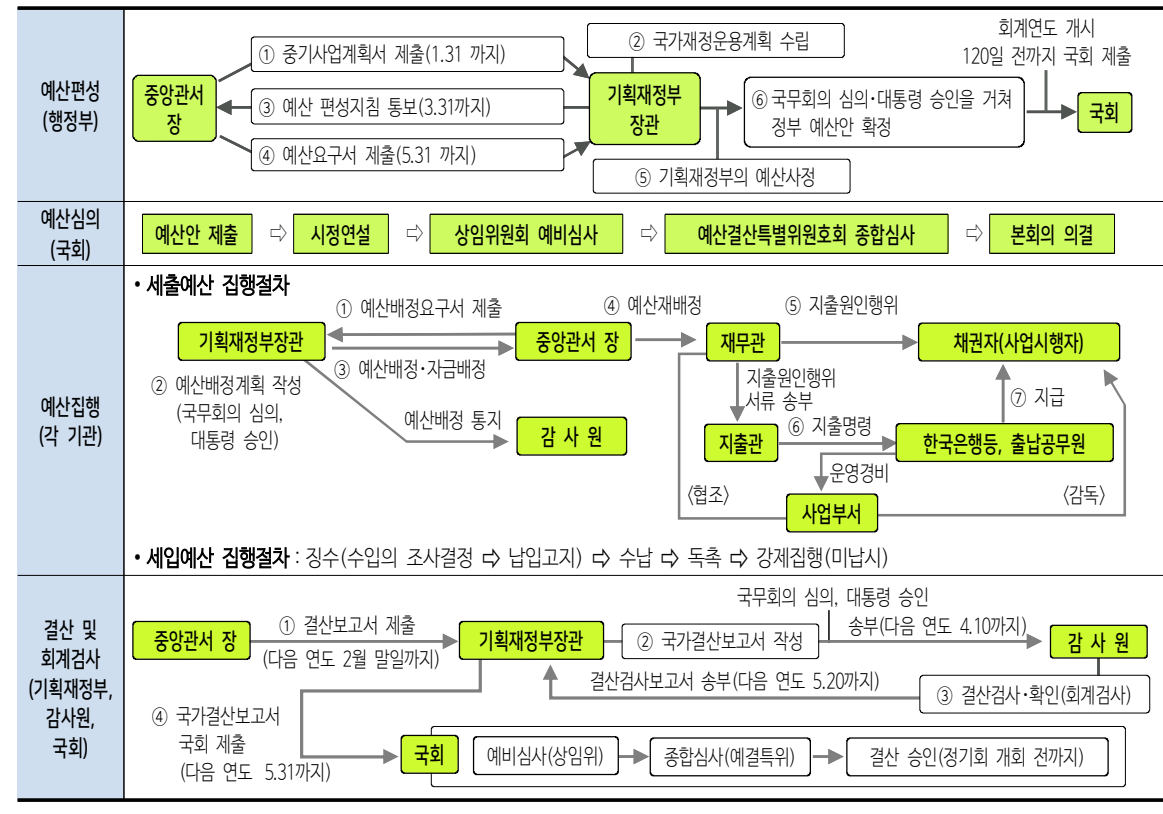 예산편성
(행정부)
중앙관서
장
① 중기사업계획서 제출(1.31 까지)
③ 예산 편성지침 통보(3.31까지)
④ 예산요구서 제출(5.31 까지)
② 국가재정운용계획 수립
기획재정부
장관
⑤ 기획재정부의 예산사정
⑥ 국무회의 심의·대통령 승인을 거쳐
정부 예산안 확정
회계연도 개시
120일 전까지 국회 제출
국회
예산심의
(국회)
예산안 제출 ⇨ 시정연설 ⇨ 상임위원회 예비심사 ⇨ 예산결산특별위원호회 종합심사 ⇨ 본회의 의결
예산집행
(각 기관)
• 세출예산 집행절차
① 예산배정요구서 제출
④ 예산재배정
⑤ 지출원인행위
기획재정부장관
중앙관서 장
재무관
채권자(사업시행자)
③ 예산배정·자금배정
② 예산배정계획 작성
(국무회의 심의,
대통령 승인)
예산배정 통지
감 사 원
지출원인행위
서류 송부
⑦ 지급
지출관
⑥ 지출명령
한국은행등, 출납공무원
운영경비
〈협조〉
〈감독〉
사업부서
• 세입예산 집행절차 : 징수(수입의 조사결정 ⇨ 납입고지) ⇨ 수납 ⇨ 독촉 ⇨ 강제집행(미납시)
결산 및
회계검사
(기획재정부,
감사원,
국회)
중앙관서 장
① 결산보고서 제출
(다음 연도 2월 말일까지)
기획재정부장관
② 국가결산보고서 작성
국무회의 심의, 대통령 승인
송부(다음 연도 4.10까지)
감 사 원
결산검사보고서 송부(다음 연도 5.20까지)
③ 결산검사·확인(회계검사)
④ 국가결산보고서
국회 제출
(다음 연도 5.31까지)
국회
예비심사(상임위)
종합심사(예결특위)
결산 승인(정기회 개회 전까지)